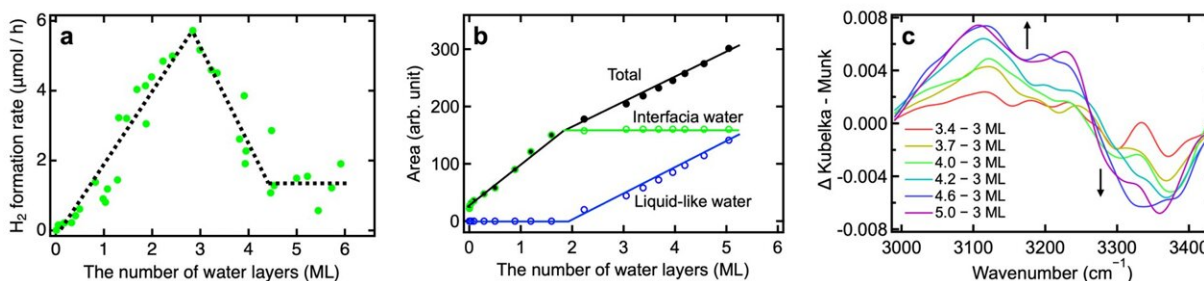 a
H₂ formation rate (μmol / h)
6
4
2
0
0 1 2 3 4 5 6
The number of water layers (ML)
b
Area (arb. unit)
300
200
100
0
Total
Interfacia water
Liquid-like water
0 1 2 3 4 5 6
The number of water layers (ML)
c
Δ Kubelka - Munk
0.008
0.004
0.000
-0.004
-0.008
3.4 – 3 ML
3.7 – 3 ML
4.0 – 3 ML
4.2 – 3 ML
4.6 – 3 ML
5.0 – 3 ML
3000 3100 3200 3300 3400
Wavenumber (cm⁻¹)